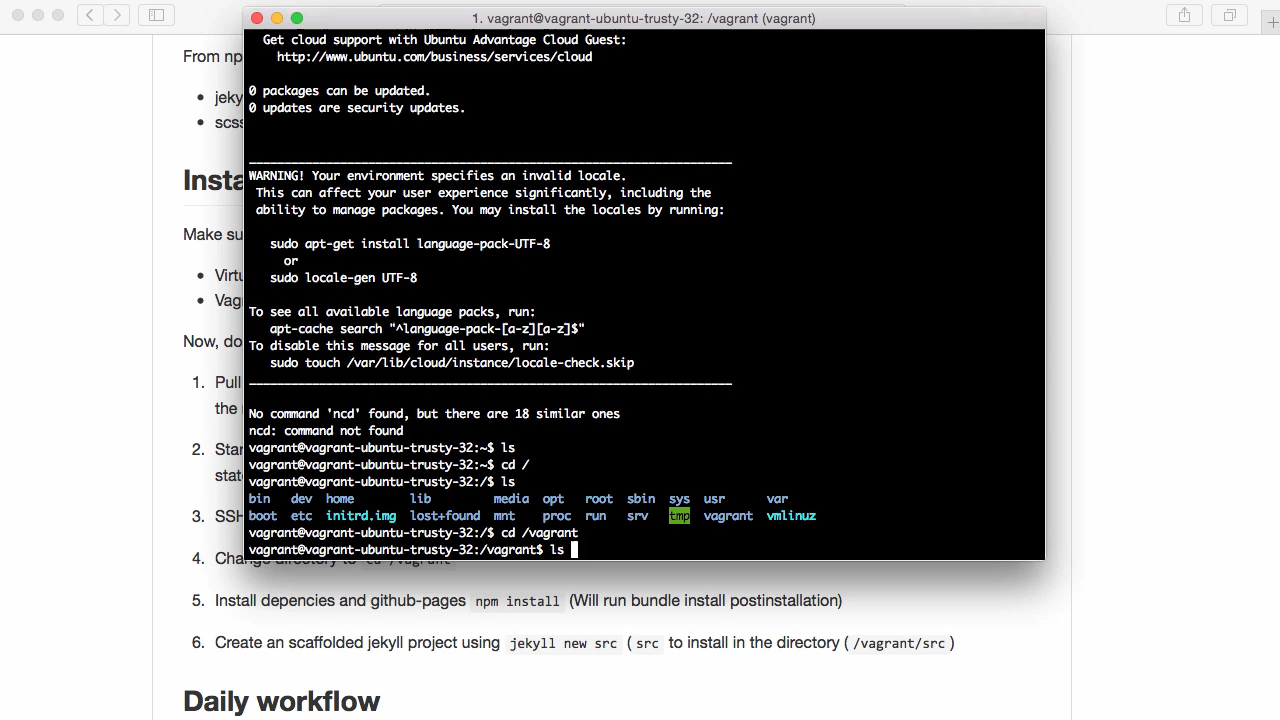 1. vagrant@vagrant-ubuntu-trusty-32: /vagrant (vagrant)
Get cloud support with Ubuntu Advantage Cloud Guest:
http://www.ubuntu.com/business/services/cloud
0 packages can be updated.
0 updates are security updates.
WARNING! Your environment specifies an invalid locale.
This can affect your user experience significantly, including the
ability to manage packages. You may install the locales by running:
sudo apt-get install language-pack-UTF-8
or
sudo locale-gen UTF-8
To see all available language packs, run:
apt-cache search "^language-pack-[a-z][a-z]$"
To disable this message for all users, run:
sudo touch /var/lib/cloud/instance/locale-check.skip
No command 'ncd' found, but there are 18 similar ones
ncd: command not found
vagrant@vagrant-ubuntu-trusty-32:~$ ls
vagrant@vagrant-ubuntu-trusty-32:~$ cd /
vagrant@vagrant-ubuntu-trusty-32:/$ ls
bin dev home lib media opt root sbin sys usr var
boot etc initrd.img lost+found mnt proc run srv tmp vagrant vmlinuz
vagrant@vagrant-ubuntu-trusty-32:/$ cd /vagrant
vagrant@vagrant-ubuntu-trusty-32:/vagrant$ ls
From
Make
Now,
1. Pull
the
2.
3. SSH
4. Change directory to cd /vagrant
5. Install depencies and github-pages npm install (Will run bundle install postinstallation)
6. Create an scaffolded jekyll project using jekyll new src ( src to install in the directory ( /vagrant/src )
Daily workflow